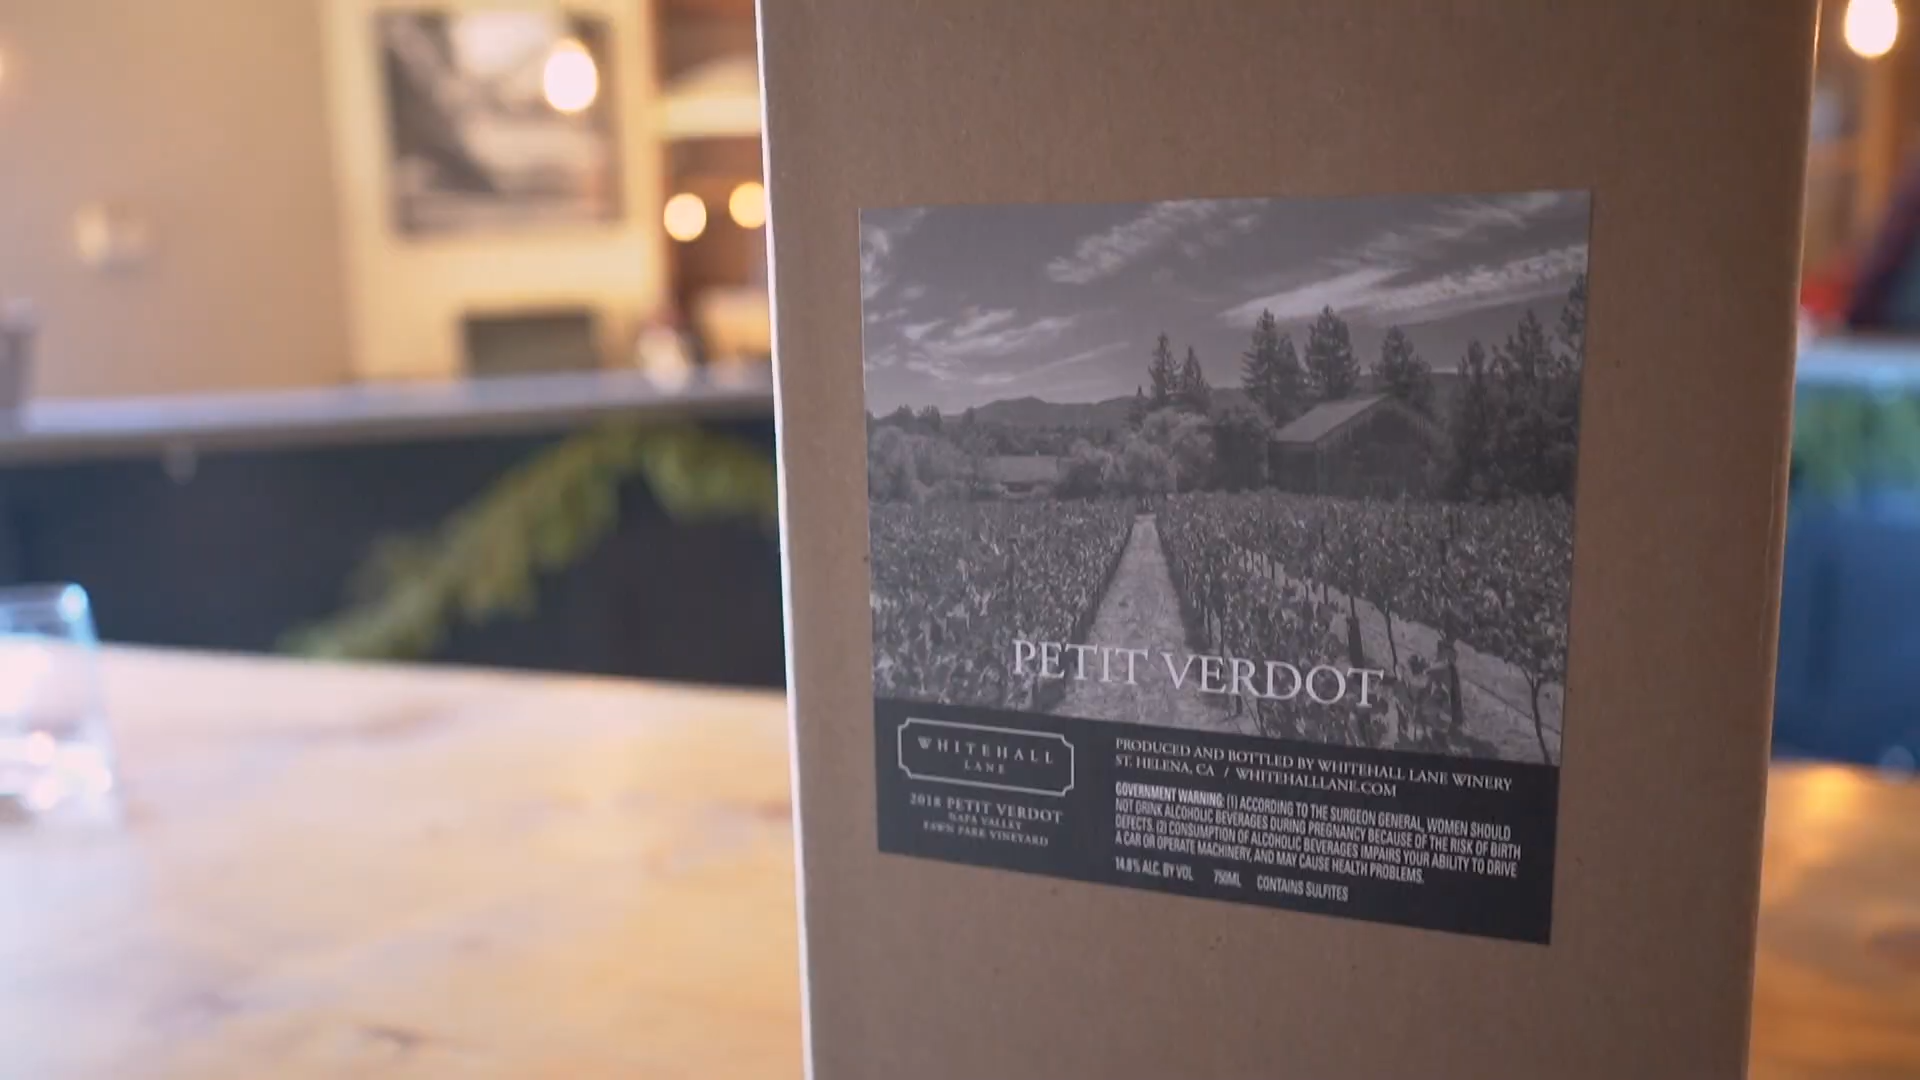 PETIT VERDOT
WHITEHALL
LANE
2018 PETIT VERDOT
NAPA VALLEY
FAWN PARK VINEYARD
PRODUCED AND BOTTLED BY WHITEHALL LANE WINERY
ST. HELENA, CA / WHITEHALLLANE.COM
GOVERNMENT WARNING: (1) ACCORDING TO THE SURGEON GENERAL, WOMEN SHOULD
NOT DRINK ALCOHOLIC BEVERAGES DURING PREGNANCY BECAUSE OF THE RISK OF BIRTH
DEFECTS. (2) CONSUMPTION OF ALCOHOLIC BEVERAGES IMPAIRS YOUR ABILITY TO DRIVE
A CAR OR OPERATE MACHINERY, AND MAY CAUSE HEALTH PROBLEMS.
14.8% ALC. BY VOL 750ML CONTAINS SULFITES